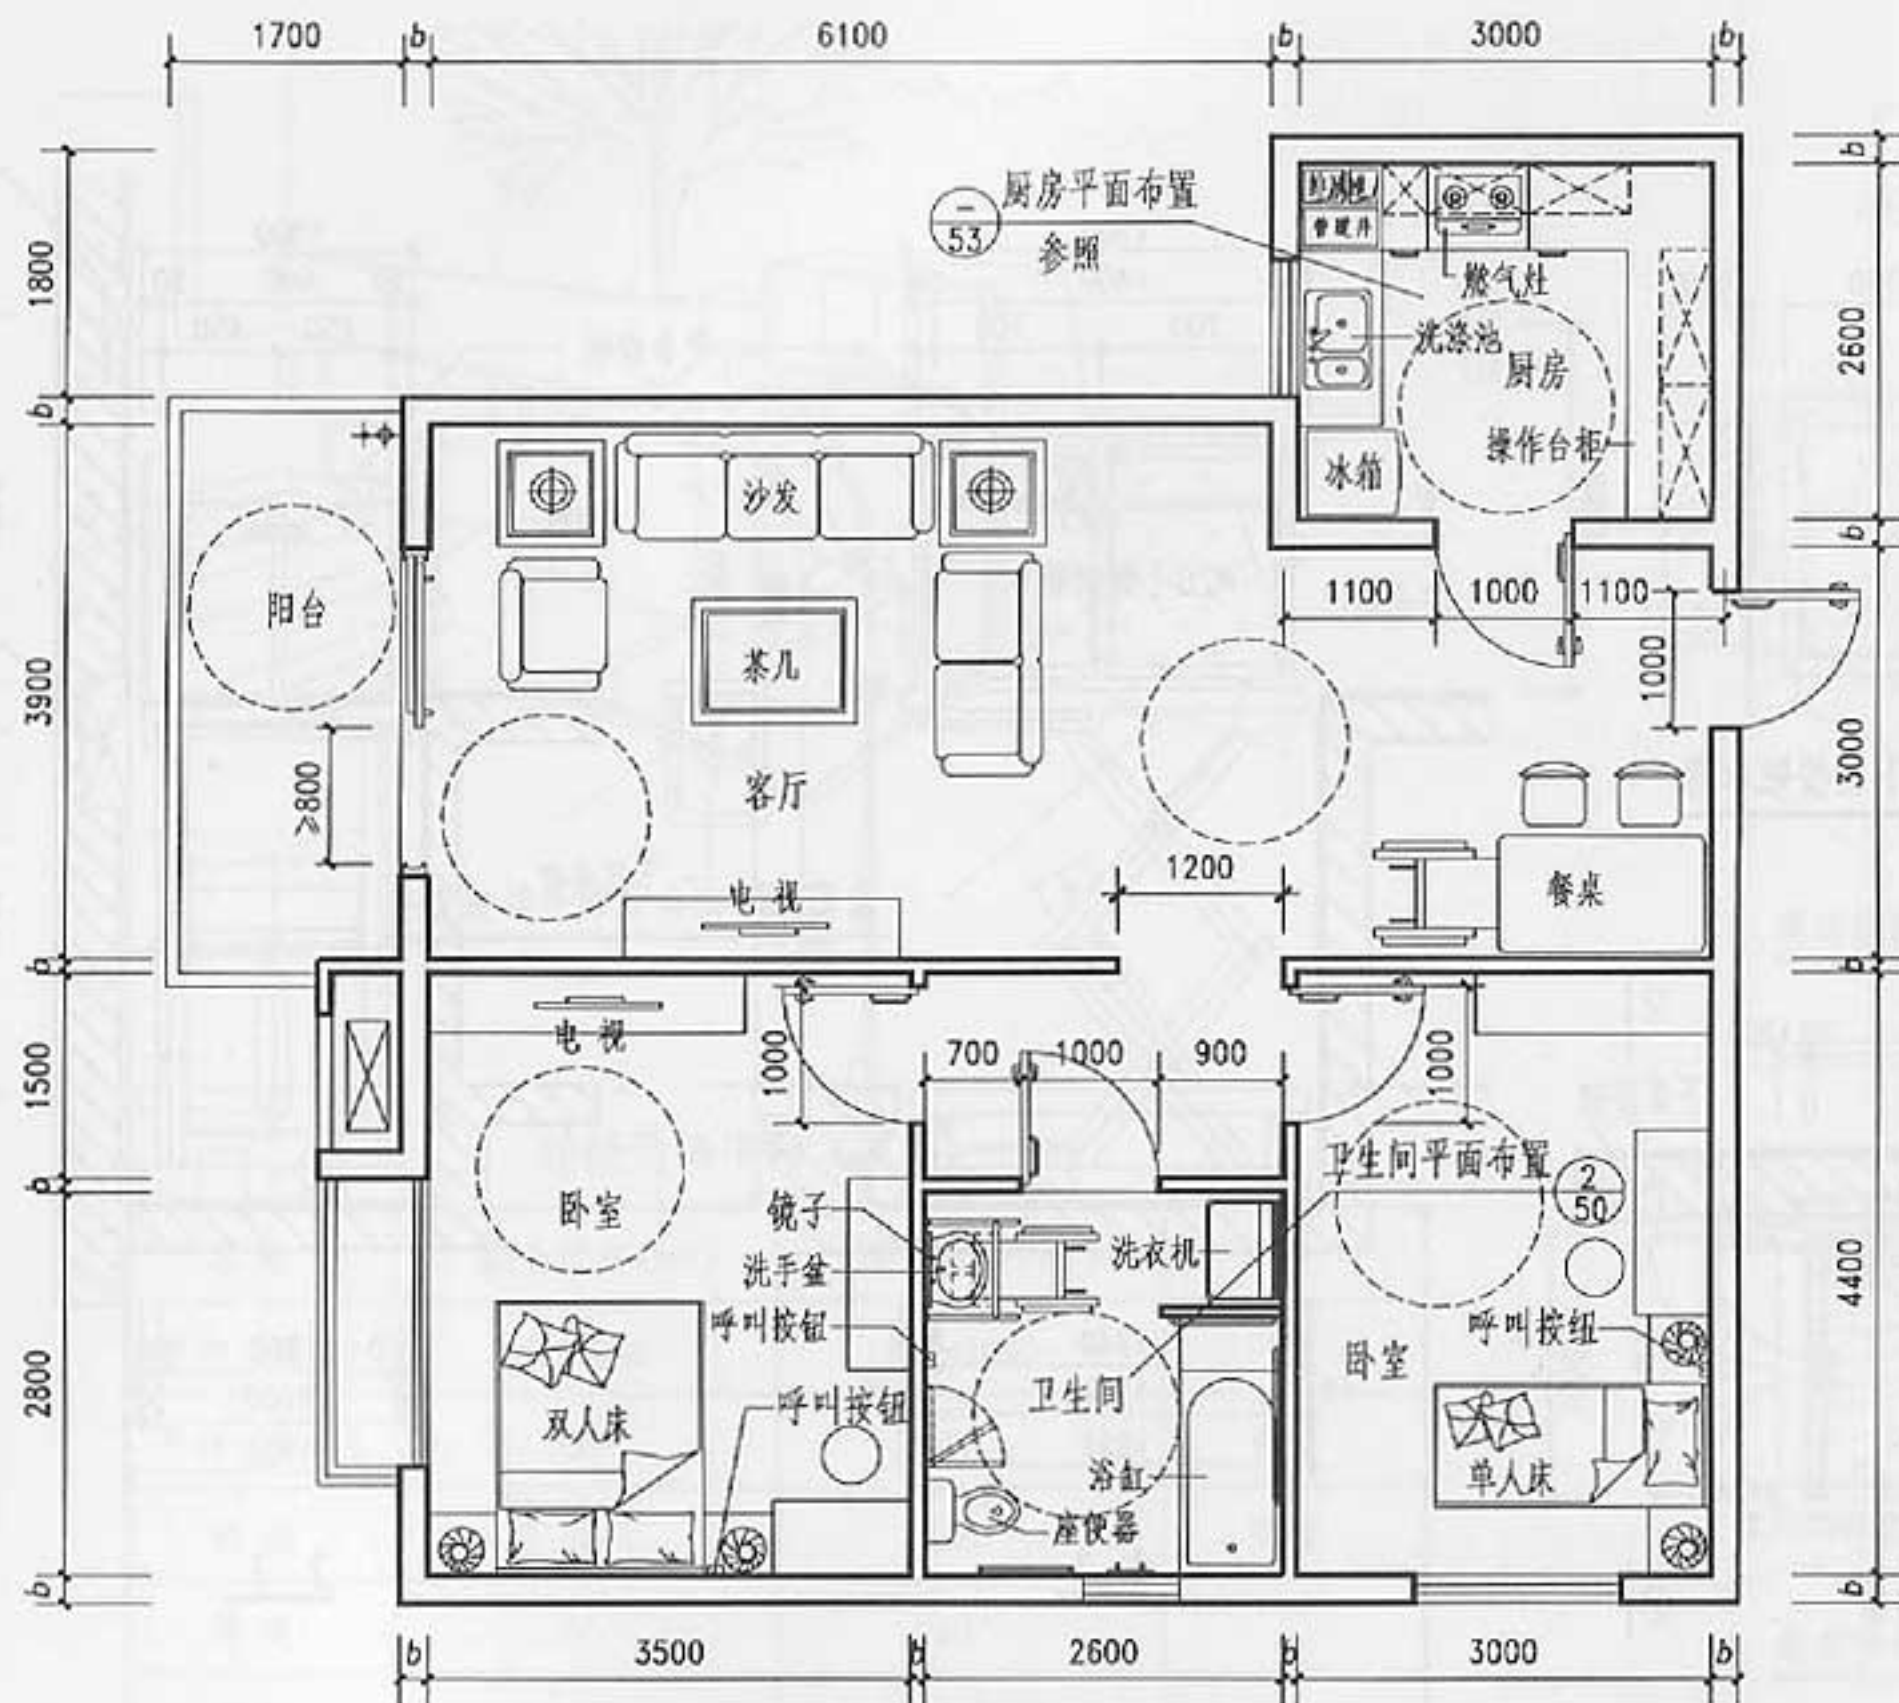 1700 b 6100 b 3000 b
厨房平面布置
参照
一
53
管暖井
燃气灶
洗涤池
厨房
操作台柜
冰箱
b
2600
b
1800
b
3900
b
1500
b
2800
b
沙发
茶几
客厅
阳台
≥800
电视
1100 1000 1100
1000
1200
餐桌
3000
b
4400
b
电视
1000
700 1000 900
1000
卫生间平面布置
2
50
卧室
镜子
洗手盆
呼叫按钮
洗衣机
呼叫按钮
卧室
卫生间
呼叫按钮
双人床
浴缸
座便器
单人床
b 3500 b 2600 b 3000 b